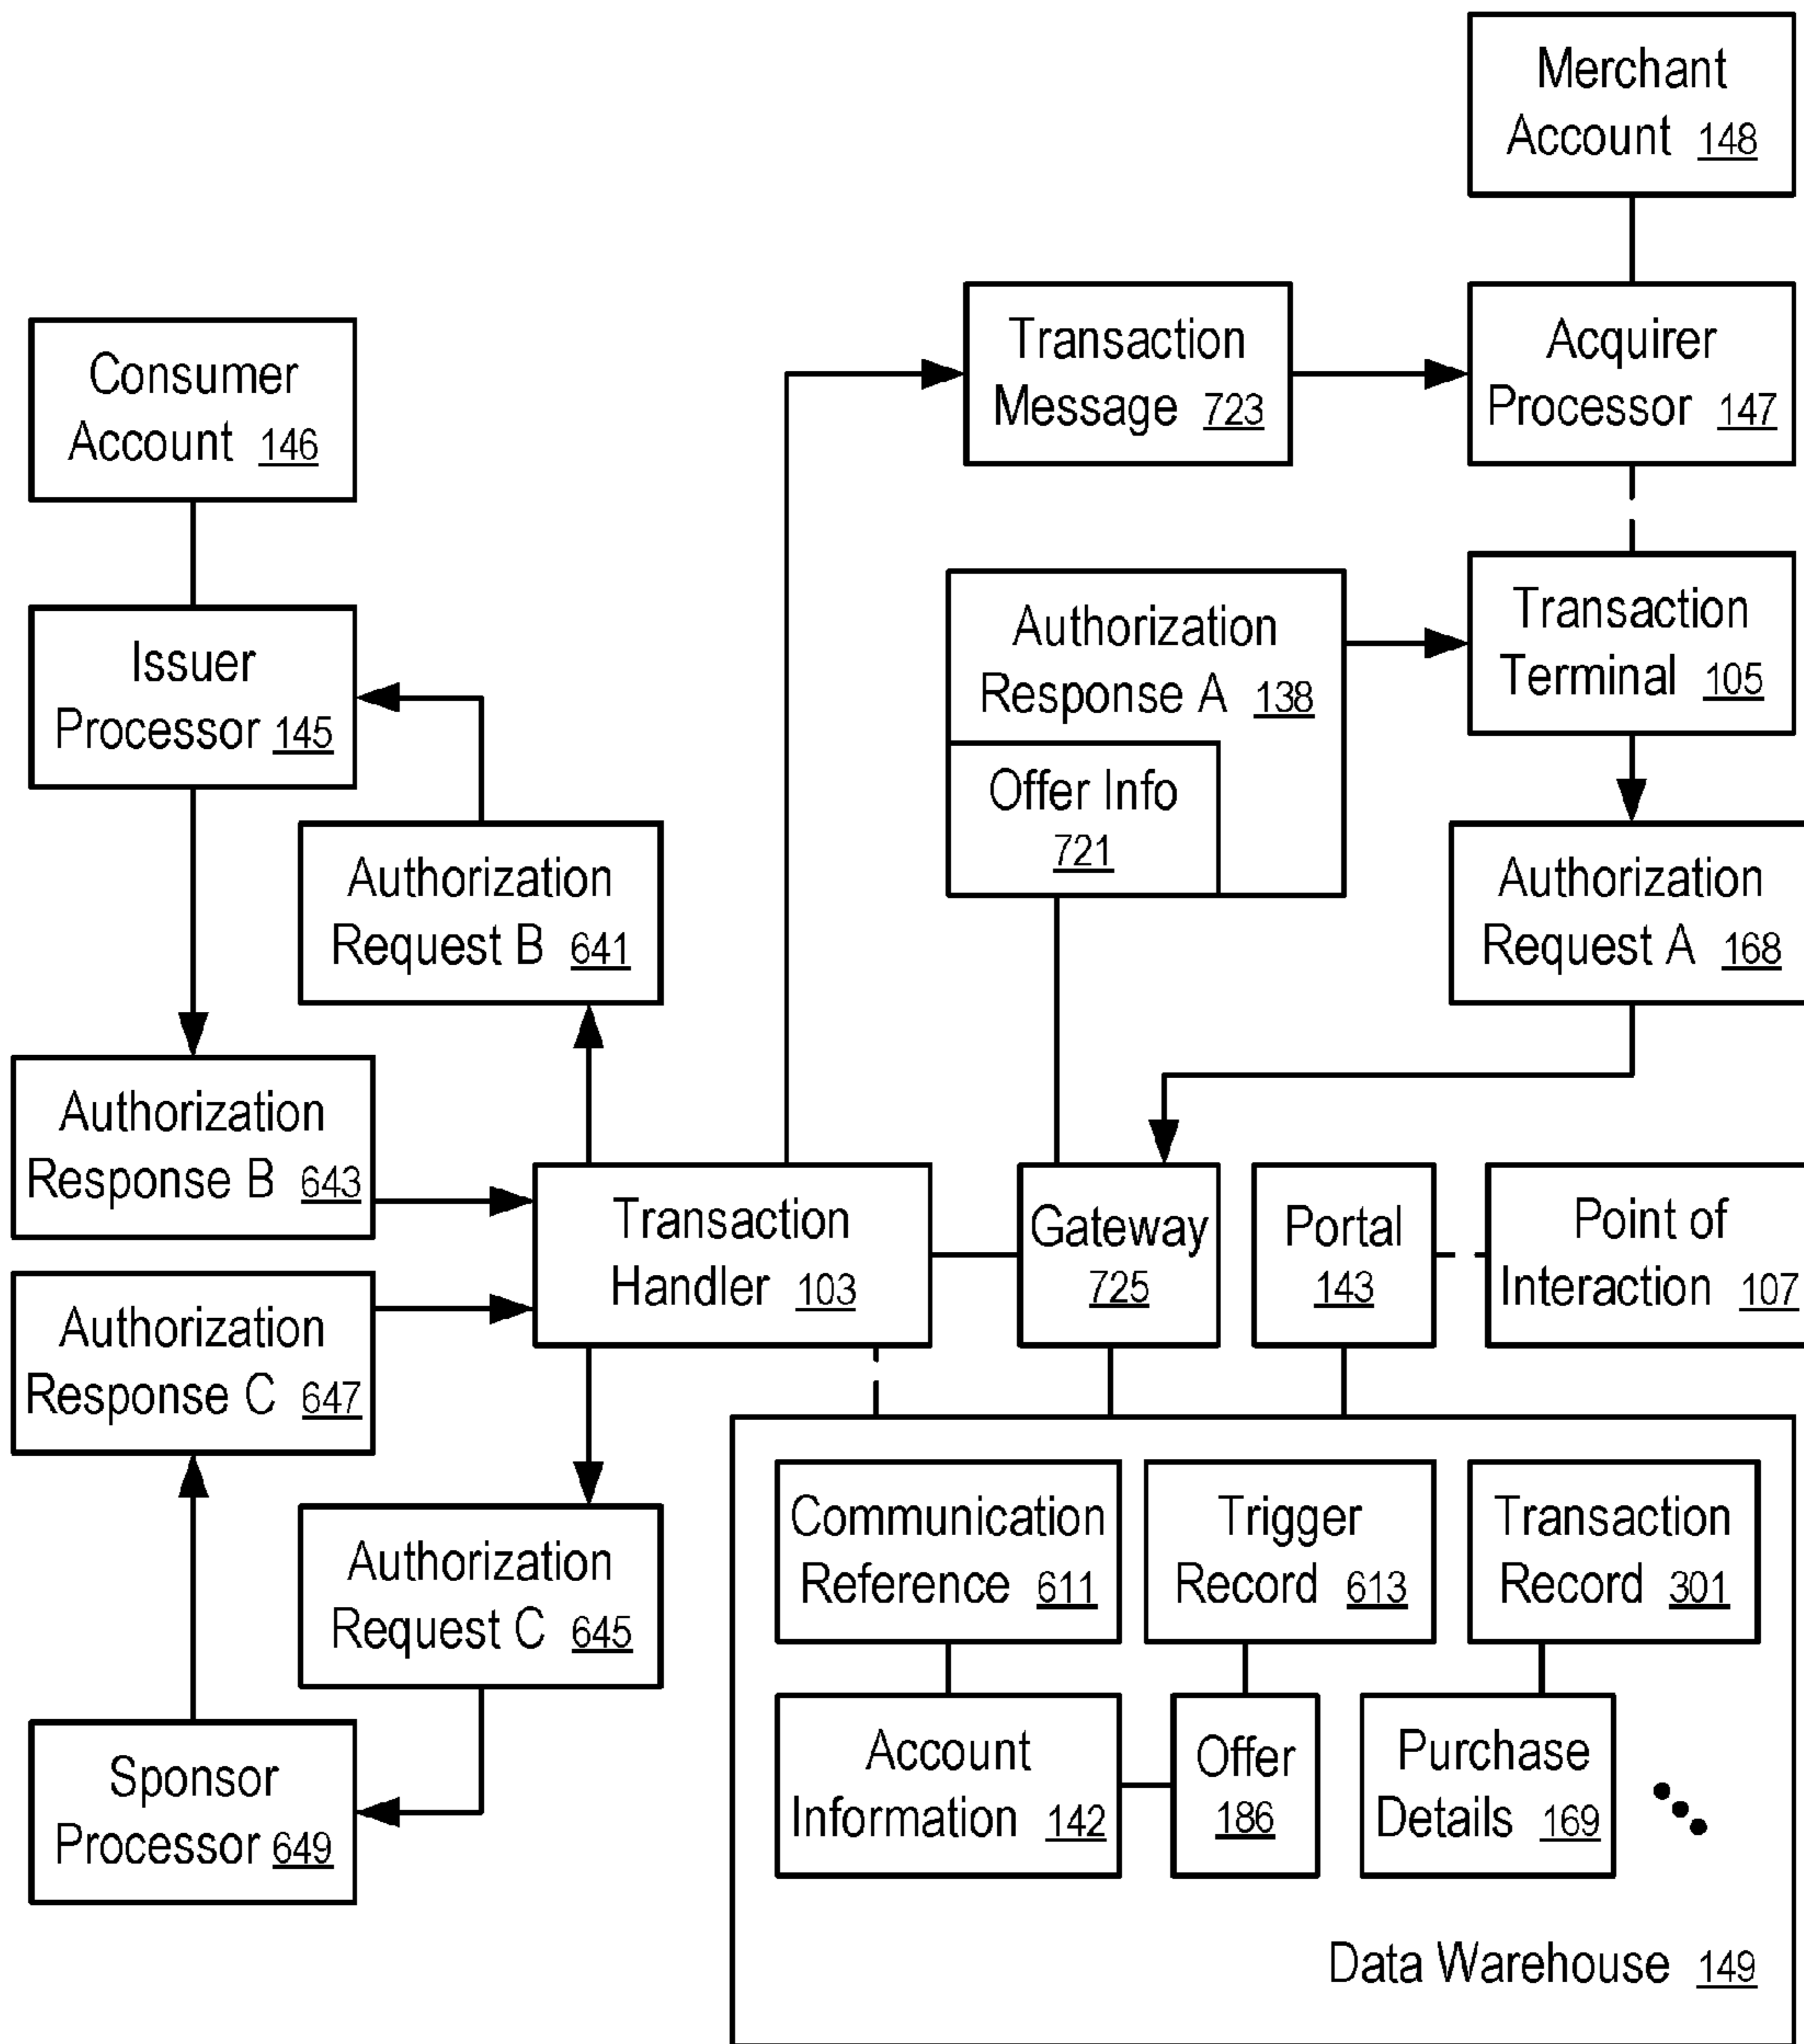 Merchant
Account 148
Transaction
Message 723
Acquirer
Processor 147
Consumer
Account 146
Authorization
Response A 138
Offer Info
721
Transaction
Terminal 105
Issuer
Processor 145
Authorization
Request B 641
Authorization
Request A 168
Authorization
Response B 643
Transaction
Handler 103
Gateway
725
Portal
143
Point of
Interaction 107
Authorization
Response C 647
Authorization
Request C 645
Sponsor
Processor 649
Communication
Reference 611
Trigger
Record 613
Transaction
Record 301
Account
Information 142
Offer
186
Purchase
Details 169
Data Warehouse 149